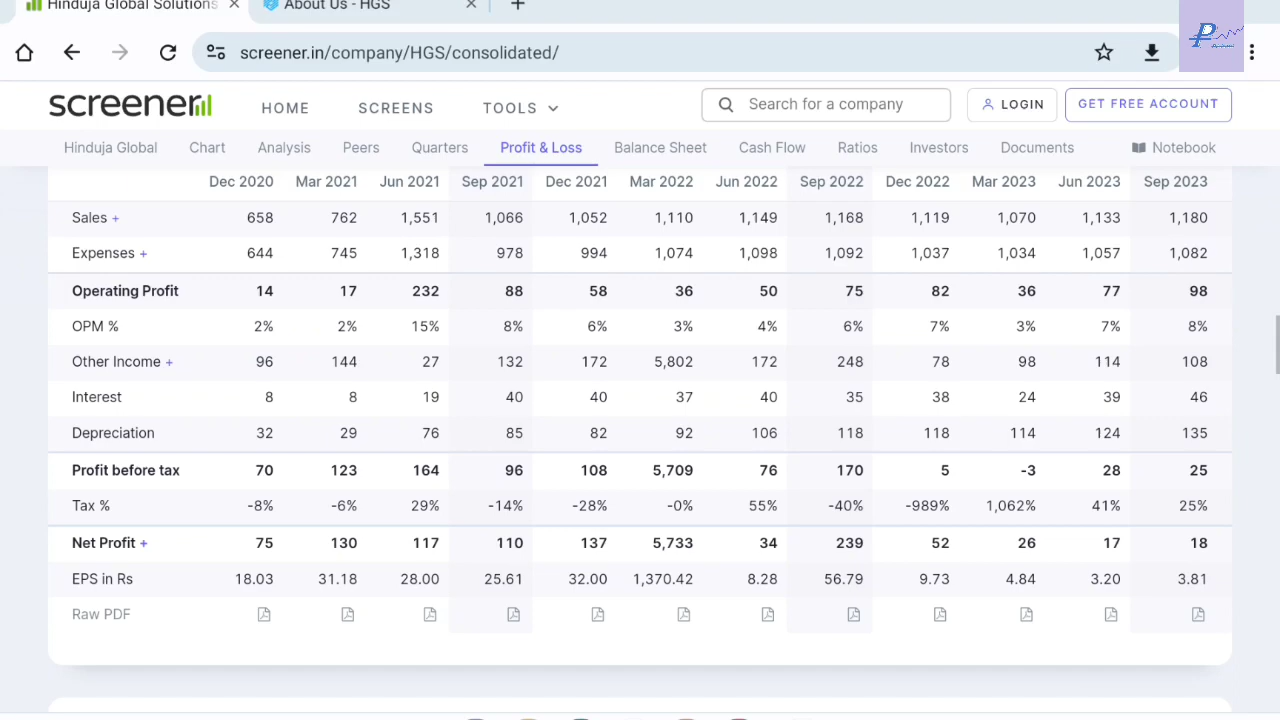 Hinduja Global Solutions
About Us - HGS
screener.in/company/HGS/consolidated/
screener
HOME SCREENS TOOLS Search for a company LOGIN GET FREE ACCOUNT
Hinduja Global Chart Analysis Peers Quarters Profit & Loss Balance Sheet Cash Flow Ratios Investors Documents Notebook
Dec 2020 Mar 2021 Jun 2021 Sep 2021 Dec 2021 Mar 2022 Jun 2022 Sep 2022 Dec 2022 Mar 2023 Jun 2023 Sep 2023
Sales + 658 762 1,551 1,066 1,052 1,110 1,149 1,168 1,119 1,070 1,133 1,180
Expenses + 644 745 1,318 978 994 1,074 1,098 1,092 1,037 1,034 1,057 1,082
Operating Profit 14 17 232 88 58 36 50 75 82 36 77 98
OPM % 2% 2% 15% 8% 6% 3% 4% 6% 7% 3% 7% 8%
Other Income + 96 144 27 132 172 5,802 172 248 78 98 114 108
Interest 8 8 19 40 40 37 40 35 38 24 39 46
Depreciation 32 29 76 85 82 92 106 118 118 114 124 135
Profit before tax 70 123 164 96 108 5,709 76 170 5 -3 28 25
Tax % -8% -6% 29% -14% -28% -0% 55% -40% -989% 1,062% 41% 25%
Net Profit + 75 130 117 110 137 5,733 34 239 52 26 17 18
EPS in Rs 18.03 31.18 28.00 25.61 32.00 1,370.42 8.28 56.79 9.73 4.84 3.20 3.81
Raw PDF